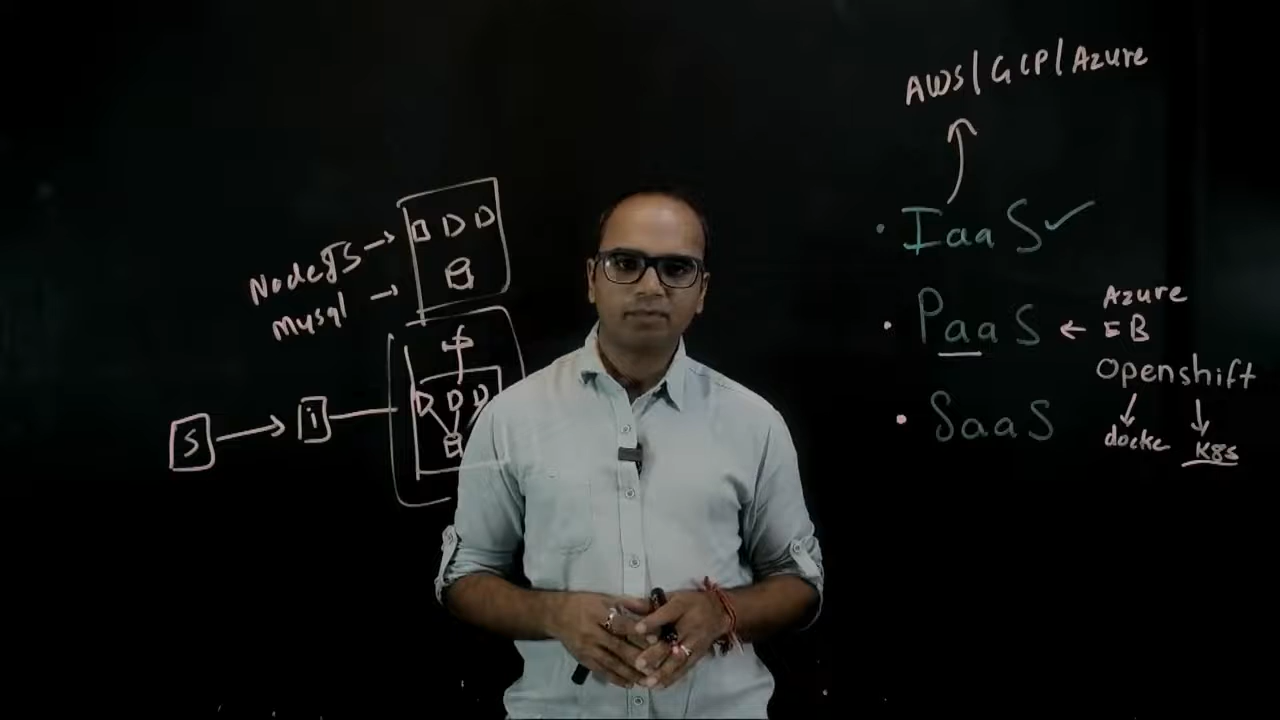 AWS/GCP/Azure
IaaS
NodeJS
mysql
PaaS
Azure
EB
Openshift
docke
K8s
SaaS
S
i